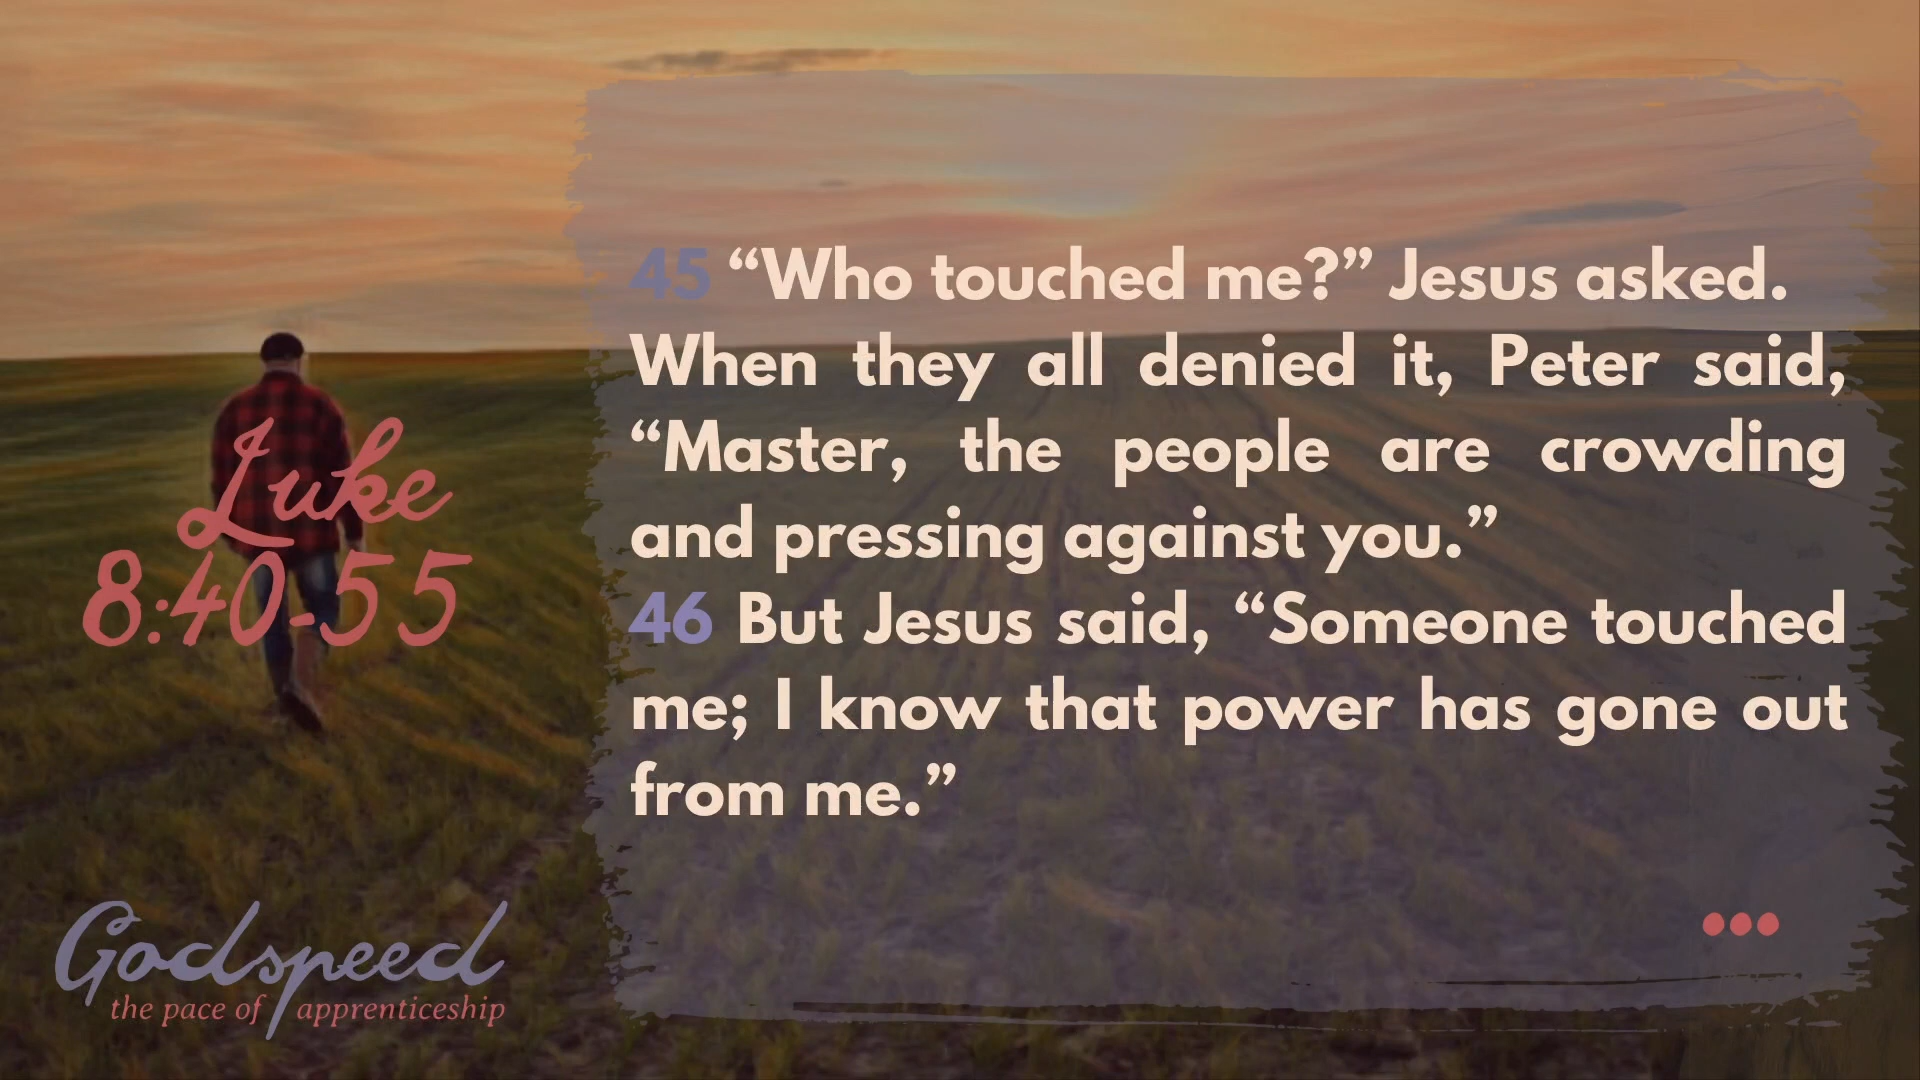 Luke
8:40-55
45 “Who touched me?” Jesus asked.
When they all denied it, Peter said,
“Master, the people are crowding
and pressing against you.”
46 But Jesus said, “Someone touched
me; I know that power has gone out
from me.”
Godspeed
the pace of apprenticeship